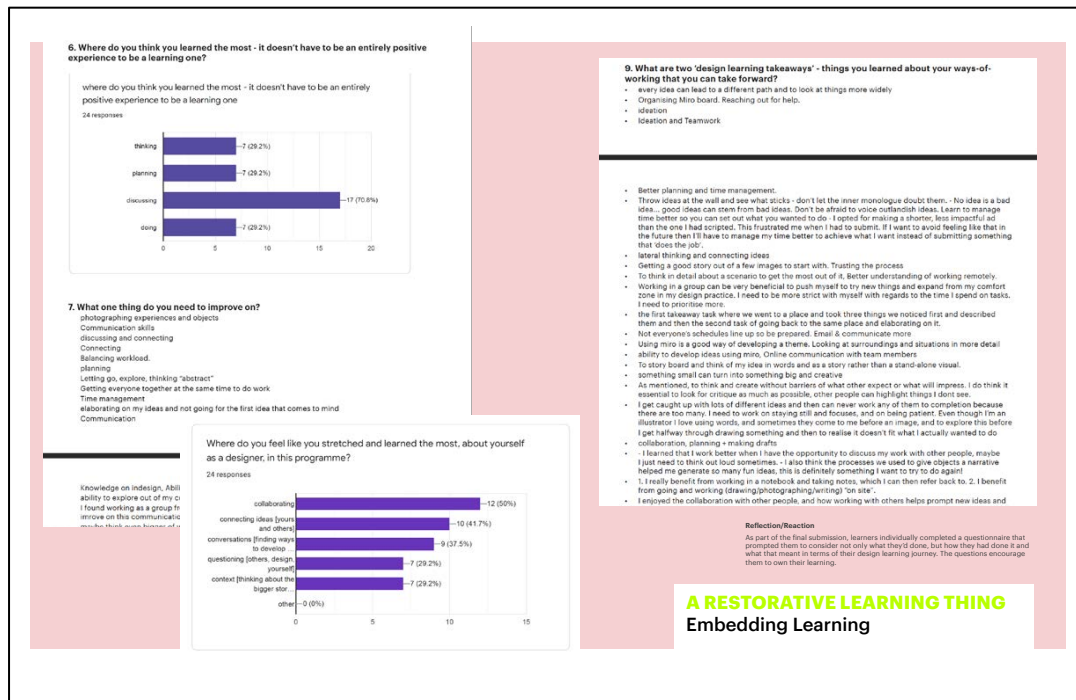 6. Where do you think you learned the most - it doesn't have to be an entirely positive
experience to be a learning one?
where do you think you learned the most - it doesn't have to be an entirely
positive experience to be a learning one
24 responses
thinking
7 (29.2%)
planning
7 (29.2%)
discussing
17 (70.8%)
doing
7 (29.2%)
0 5 10 15 20
7. What one thing do you need to improve on?
photographing experiences and objects
Communication skills
discussing and connecting
Connecting
Balancing workload.
planning
Letting go, explore, thinking "abstract"
Getting everyone together at the same time to do work
Time management
elaborating on my ideas and not going for the first idea that comes to mind
Communication
Knowledge on indesign, Abili
ability to explore out of my c
I found working as a group fr
imrove on this communicatio
Where do you feel like you stretched and learned the most, about yourself
as a designer, in this programme?
24 responses
collaborating
12 (50%)
connecting ideas [yours
and others]
10 (41.7%)
conversations [finding ways
to develop ...
9 (37.5%)
questioning [others, design,
yourself]
7 (29.2%)
context [thinking about the
bigger stor...
7 (29.2%)
other
0 (0%)
0 5 10 15
9. What are two 'design learning takeaways' - things you learned about your ways-of-
working that you can take forward?
• every idea can lead to a different path and to look at things more widely
• Organising Miro board. Reaching out for help.
• ideation
• Ideation and Teamwork
• Better planning and time management.
• Throw ideas at the wall and see what sticks - don't let the inner monologue doubt them. - No idea is a bad
idea... good ideas can stem from bad ideas. Don't be afraid to voice outlandish ideas. Learn to manage
time better so you can set out what you wanted to do - I opted for making a shorter, less impactful ad
than the one I had scripted. This frustrated me when I had to submit. If I want to avoid feeling like that in
the future then I'll have to manage my time better to achieve what I want instead of submitting something
that 'does the job'.
• lateral thinking and connecting ideas
• Getting a good story out of a few images to start with. Trusting the process
• To think in detail about a scenario to get the most out of it, Better understanding of working remotely.
• Working in a group can be very beneficial to push myself to try new things and expand from my comfort
zone in my design practice. I need to be more strict with myself with regards to the time I spend on tasks.
I need to prioritise more.
• the first takeaway task where we went to a place and took three things we noticed first and described
them and then the second task of going back to the same place and elaborating on it.
• Not everyone's schedules line up so be prepared. Email & communicate more
• Using miro is a good way of developing a theme. Looking at surroundings and situations in more detail
• ability to develop ideas using miro, Online communication with team members
• To story board and think of my idea in words and as a story rather than a stand-alone visual.
• something small can turn into something big and creative
• As mentioned, to think and create without barriers of what other expect or what will impress. I do think it
essential to look for critique as much as possible, other people can highlight things I dont see.
• I get caught up with lots of different ideas and then can never work any of them to completion because
there are too many. I need to work on staying still and focuses, and on being patient. Even though I'm an
illustrator I love using words, and sometimes they come to me before an image, and to explore this before
I get halfway through drawing something and then to realise it doesn't fit what I actually wanted to do
• collaboration, planning + making drafts
• - I learned that I work better when I have the opportunity to discuss my work with other people, maybe
I just need to think out loud sometimes. - I also think the processes we used to give objects a narrative
helped me generate so many fun ideas, this is definitely something I want to try to do again!
• 1. I really benefit from working in a notebook and taking notes, which I can then refer back to. 2. I benefit
from going and working (drawing/photographing/writing) "on site".
• I enjoyed the collaboration with other people, and how working with others helps prompt new ideas and
Reflection/Reaction
As part of the final submission, learners individually completed a questionnaire that
prompted them to consider not only what they'd done, but how they had done it and
what that meant in terms of their design learning journey. The questions encourage
them to own their learning.
A RESTORATIVE LEARNING THING
Embedding Learning